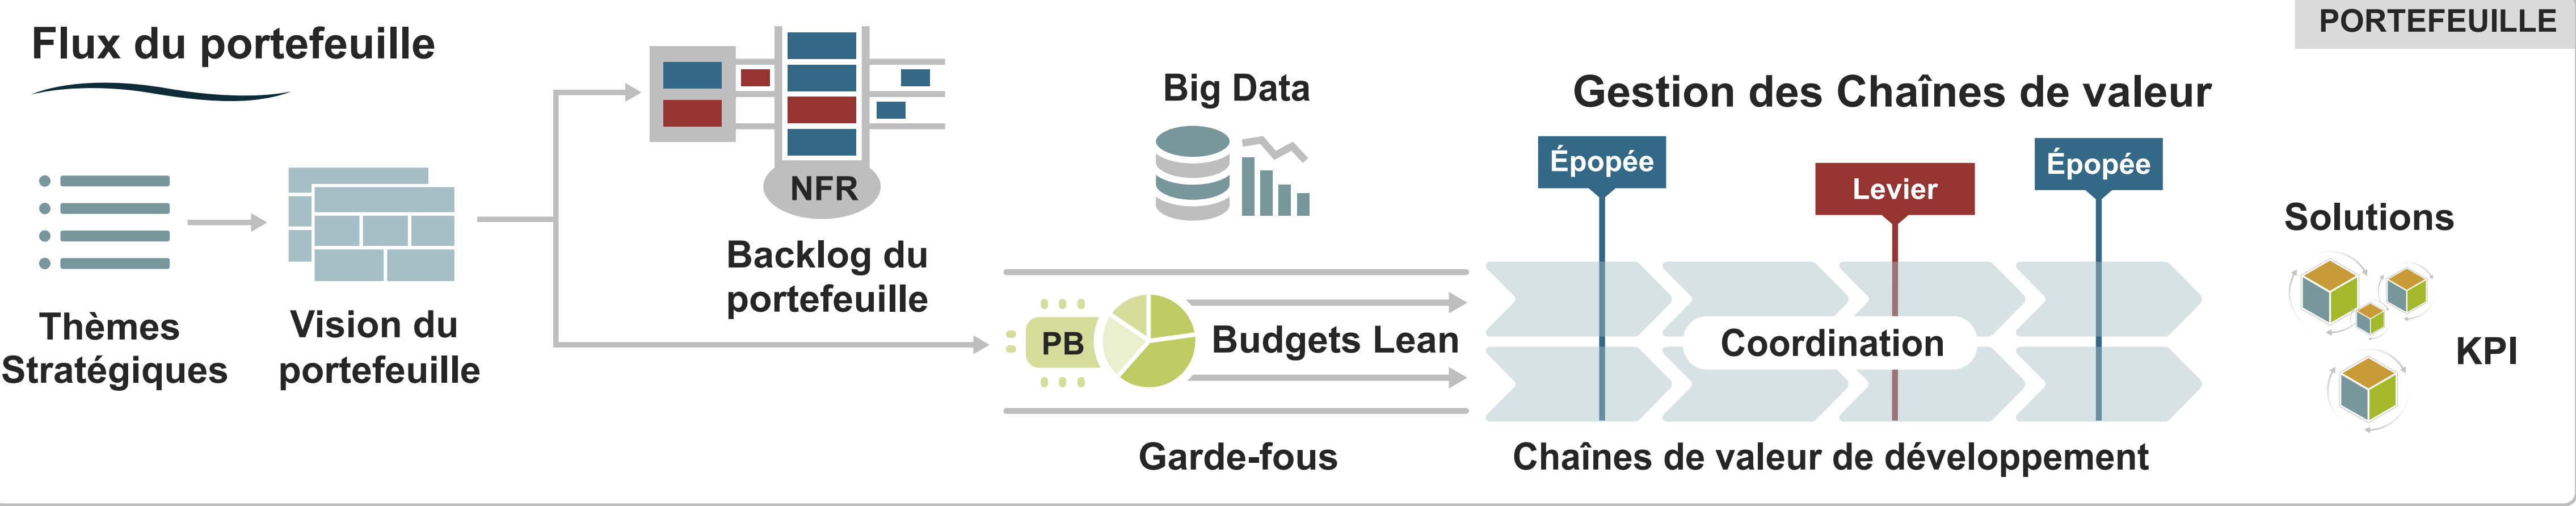 PORTEFEUILLE
Flux du portefeuille
Thèmes
Stratégiques
Vision du
portefeuille
NFR
Backlog du
portefeuille
Big Data
PB
Budgets Lean
Garde-fous
Gestion des Chaînes de valeur
Épopée
Levier
Épopée
Coordination
Chaînes de valeur de développement
Solutions
KPI